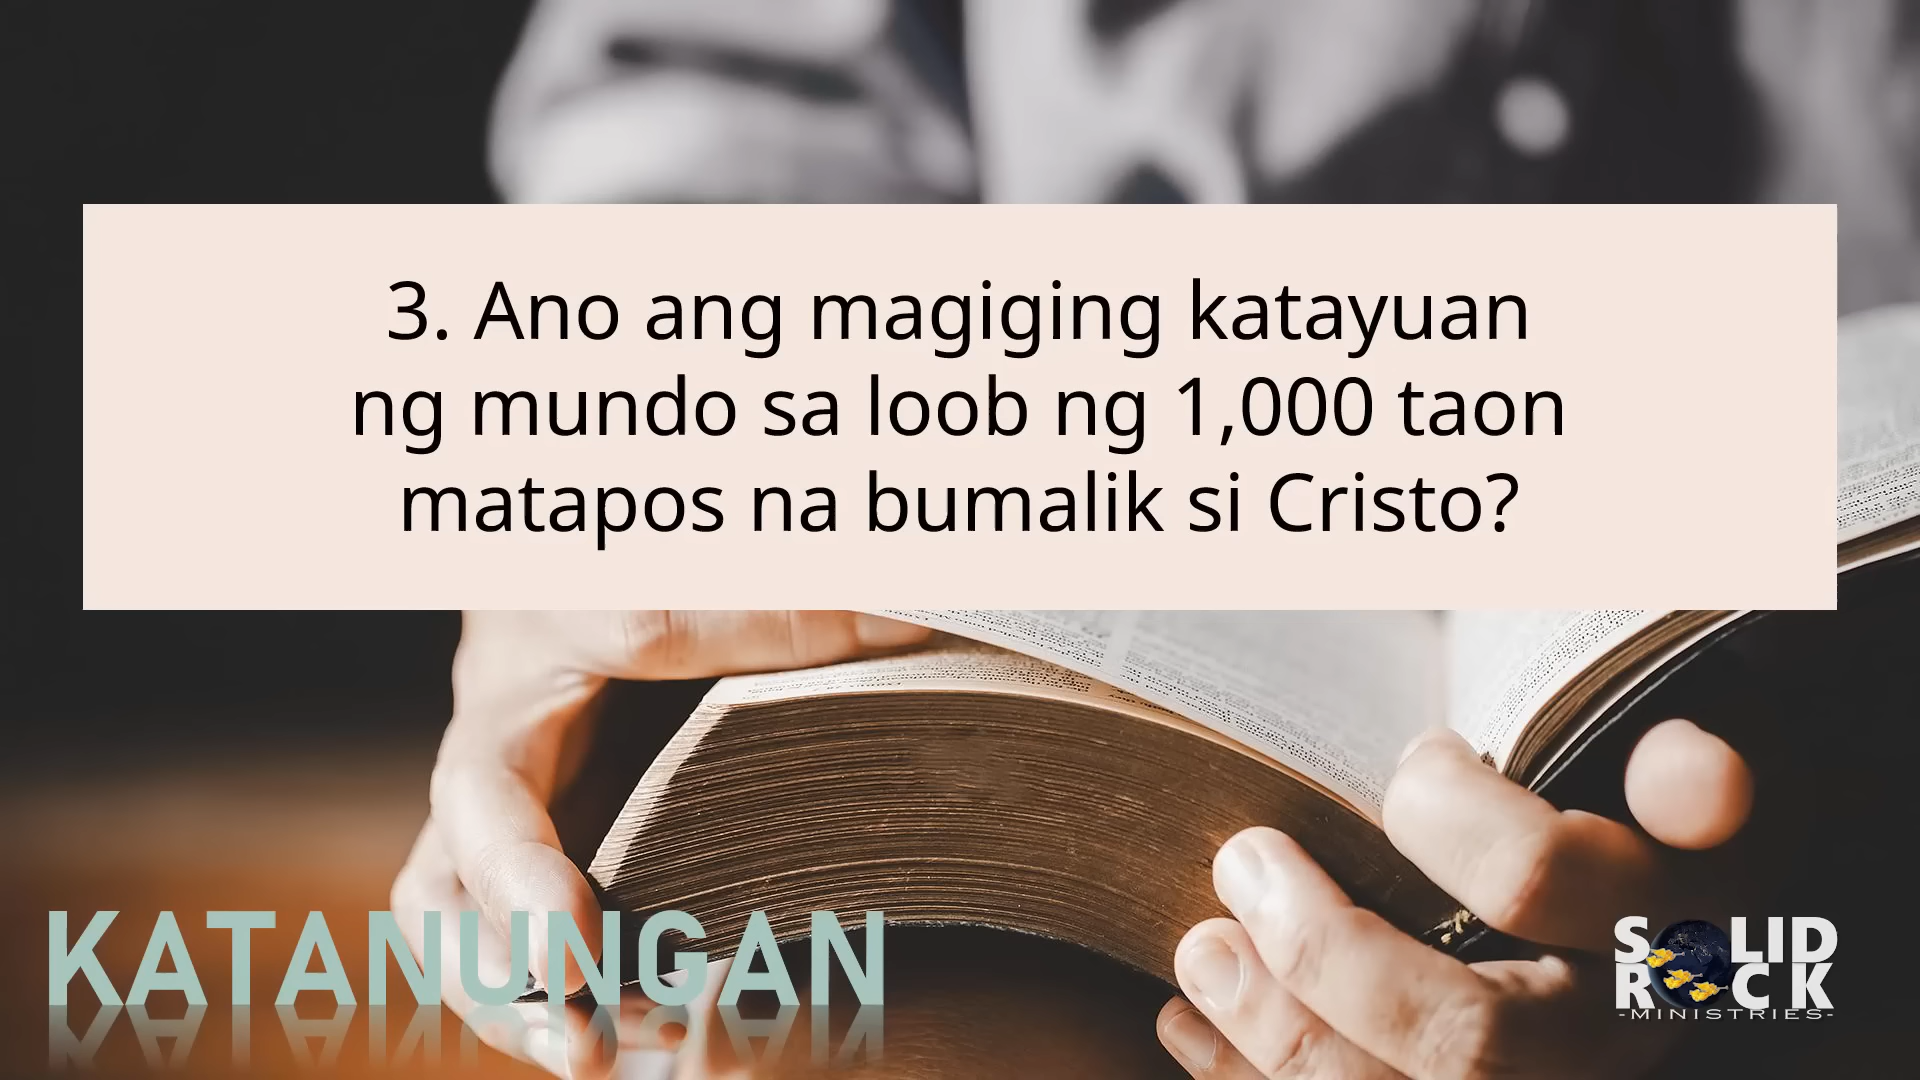 3. Ano ang magiging katayuan
ng mundo sa loob ng 1,000 taon
matapos na bumalik si Cristo?
KATANUNGAN
SOLID
ROCK
-MINISTRIES-